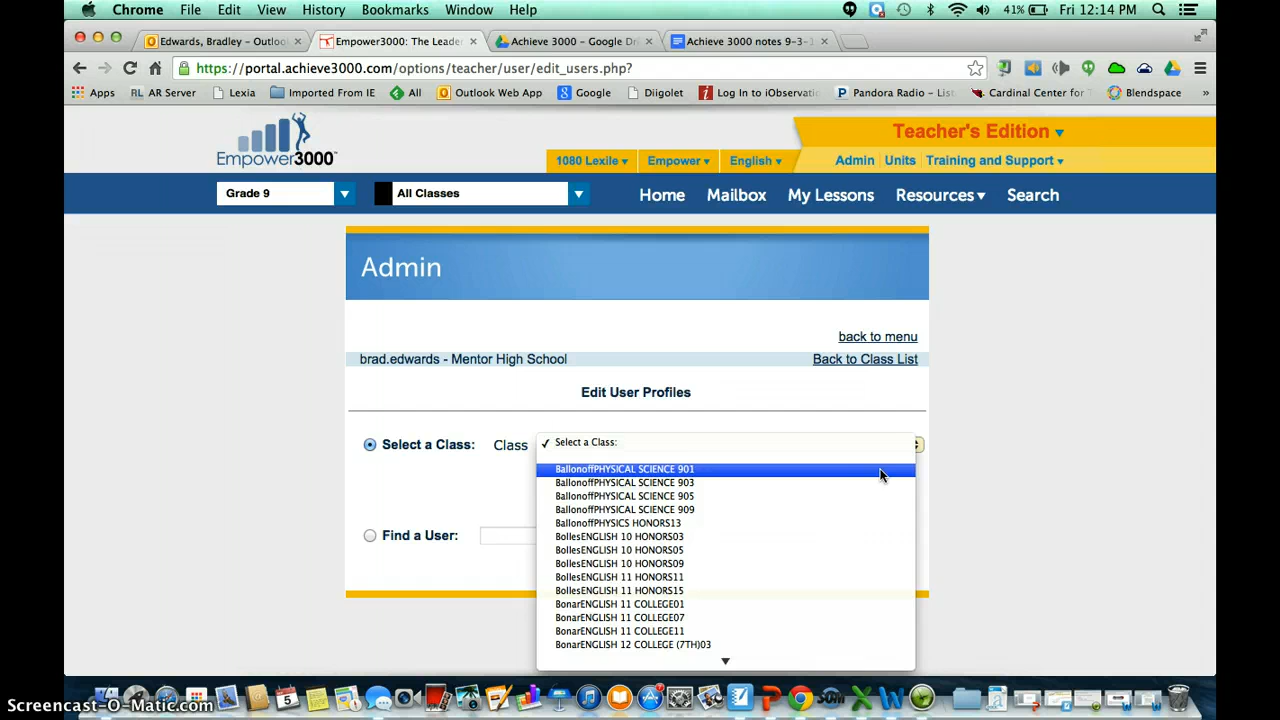 Chrome File Edit View History Bookmarks Window Help 41% Fri 12:14 PM
Edwards, Bradley – Outloo × Empower3000: The Leade × Achieve 3000 – Google Dri × Achieve 3000 notes 9-3-1 ×
https://portal.achieve3000.com/options/teacher/user/edit_users.php?
Apps RL AR Server Lexia Imported From IE All Outlook Web App Google Diigolet Log In to iObservatio Pandora Radio – List Cardinal Center for Blendspace »
Empower3000
Teacher's Edition
1080 Lexile Empower English Admin Units Training and Support
Grade 9 All Classes Home Mailbox My Lessons Resources Search
Admin
back to menu
brad.edwards - Mentor High School Back to Class List
Edit User Profiles
Select a Class: Class ✓ Select a Class:
BallonoffPHYSICAL SCIENCE 901
BallonoffPHYSICAL SCIENCE 903
BallonoffPHYSICAL SCIENCE 905
BallonoffPHYSICAL SCIENCE 909
BallonoffPHYSICS HONORS13
Find a User:
BollesENGLISH 10 HONORS03
BollesENGLISH 10 HONORS05
BollesENGLISH 10 HONORS09
BollesENGLISH 11 HONORS11
BollesENGLISH 11 HONORS15
BonarENGLISH 11 COLLEGE01
BonarENGLISH 11 COLLEGE07
BonarENGLISH 11 COLLEGE11
BonarENGLISH 12 COLLEGE (7TH)03
Screencast-O-Matic.com